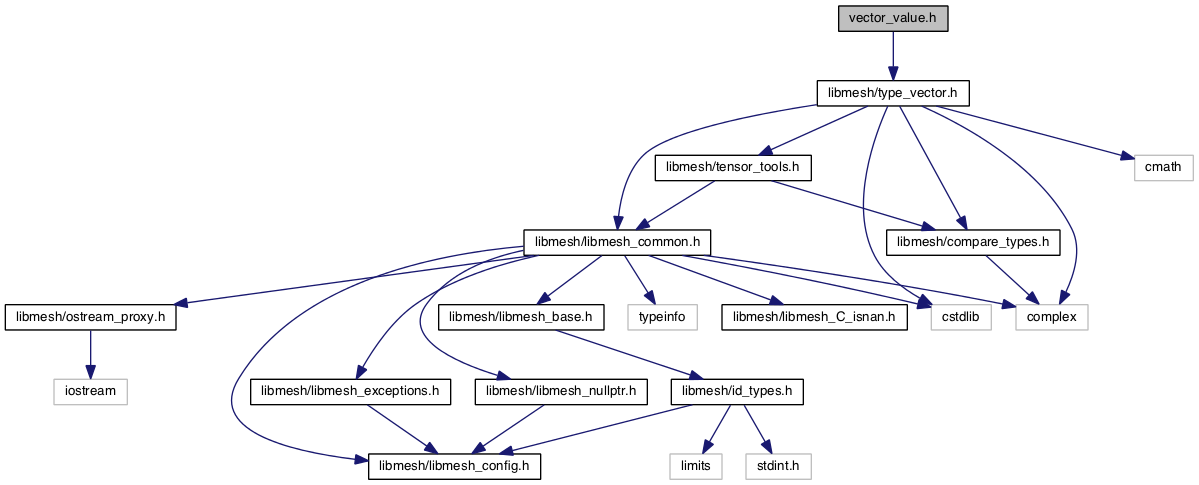 vector_value.h
libmesh/type_vector.h
libmesh/tensor_tools.h
cmath
libmesh/libmesh_common.h
libmesh/compare_types.h
libmesh/ostream_proxy.h
libmesh/libmesh_base.h
typeinfo
libmesh/libmesh_C_isnan.h
cstdlib
complex
iostream
libmesh/libmesh_exceptions.h
libmesh/libmesh_nullptr.h
libmesh/id_types.h
libmesh/libmesh_config.h
limits
stdint.h